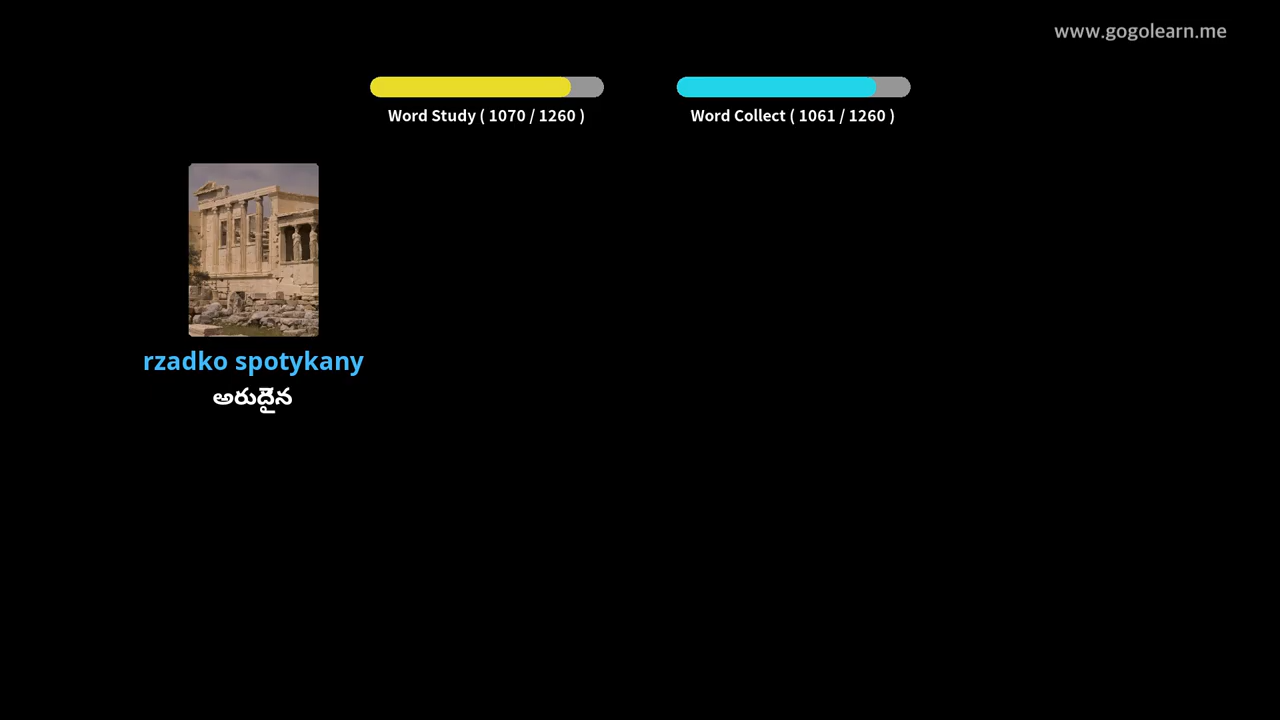 www.gogolearn.me
Word Study ( 1070 / 1260 )
Word Collect ( 1061 / 1260 )
rzadko spotykany
అరుదైన